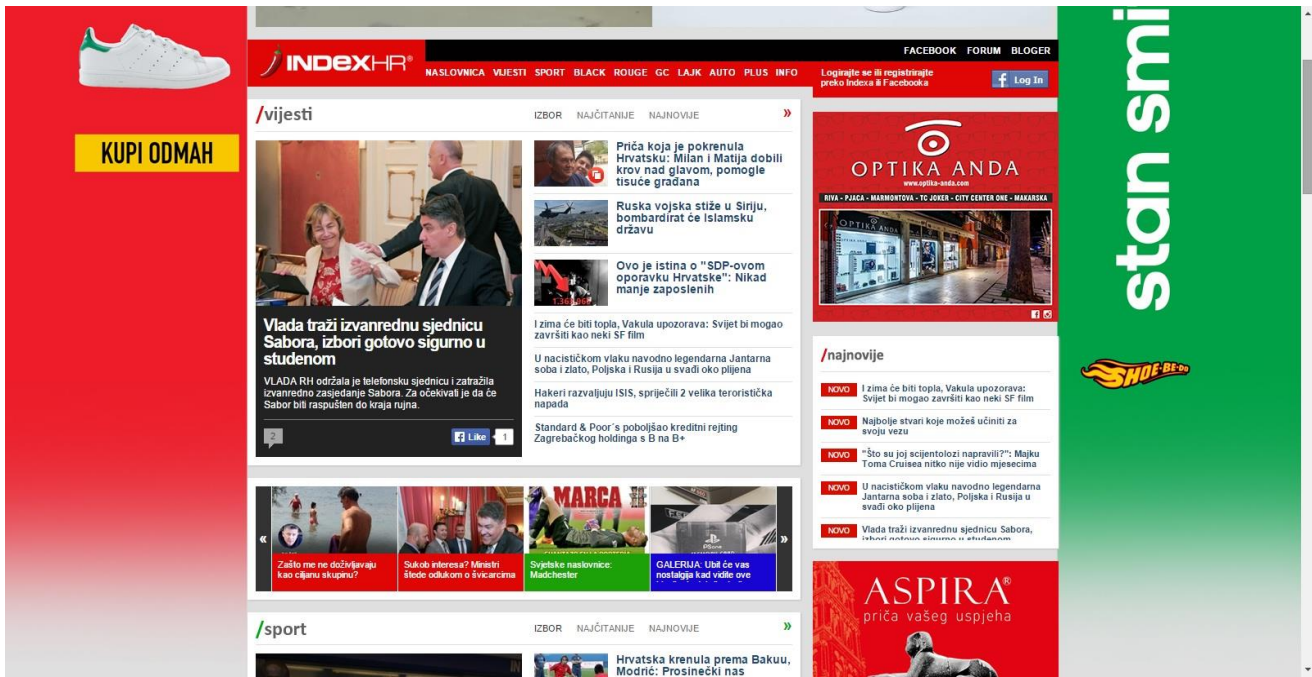 FACEBOOK FORUM BLOGER
INDEXHR®
NASLOVNICA VIJESTI SPORT BLACK ROUGE GC LAJK AUTO PLUS INFO
Logirajte se ili registrirajte
preko Indexa ili Facebooka
f Log In
KUPI ODMAH
/vijesti
IZBOR NAJČITANIJE NAJNOVIJE »
Vlada traži izvanrednu sjednicu
Sabora, izbori gotovo sigurno u
studenom
VLADA RH održala je telefonsku sjednicu i zatražila
izvanredno zasjedanje Sabora. Za očekivati je da će
Sabor biti raspušten do kraja rujna.
2
Like 1
Priča koja je pokrenula
Hrvatsku: Milan i Matija dobili
krov nad glavom, pomogle
tisuće građana
Ruska vojska stiže u Siriju,
bombardirat će Islamsku
državu
Ovo je istina o "SDP-ovom
oporavku Hrvatske": Nikad
manje zaposlenih
I zima će biti topla, Vakula upozorava: Svijet bi mogao
završiti kao neki SF film
U nacističkom vlaku navodno legendarna Jantarna
soba i zlato, Poljska i Rusija u svađi oko plijena
Hakeri razvaljuju ISIS, spriječili 2 velika teroristička
napada
Standard & Poor´s poboljšao kreditni rejting
Zagrebačkog holdinga s B na B+
«
MARCA
Zašto me ne doživljavaju
kao ciljanu skupinu?
Sukob interesa? Ministri
štede odlukom o švicarcima
Svjetske naslovnice:
Madchester
GALERIJA: Ubit će vas
nostalgija kad vidite ove
»
/sport
IZBOR NAJČITANIJE NAJNOVIJE »
Hrvatska krenula prema Bakuu,
Modrić: Prosinečki nas
OPTIKA ANDA
www.optika-anda.com
RIVA - PJACA - MARMONTOVA - TC JOKER - CITY CENTER ONE - MAKARSKA
OPTIKA ANDA
/najnovije
NOVO I zima će biti topla, Vakula upozorava:
Svijet bi mogao završiti kao neki SF film
NOVO Najbolje stvari koje možeš učiniti za
svoju vezu
NOVO "Što su joj scijentolozi napravili?": Majku
Toma Cruisea nitko nije vidio mjesecima
NOVO U nacističkom vlaku navodno legendarna
Jantarna soba i zlato, Poljska i Rusija u
svađi oko plijena
NOVO Vlada traži izvanrednu sjednicu Sabora,
izbori gotovo sigurno u studenom
ASPIRA®
priča vašeg uspjeha
stan smi
SHOE-BE-DO